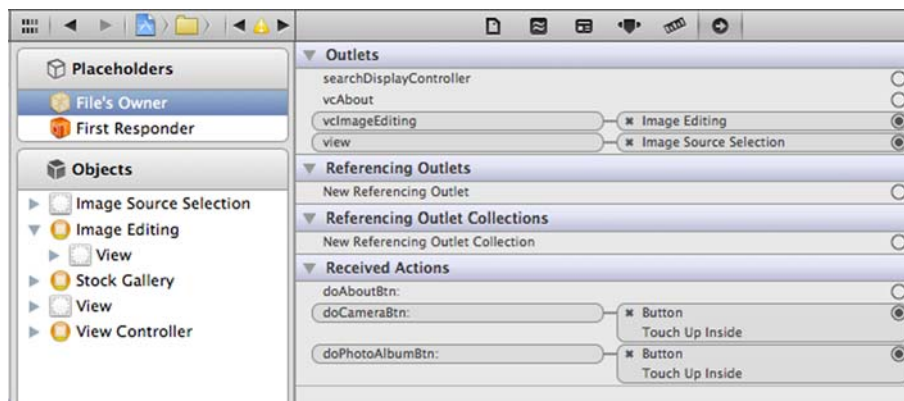 Placeholders
File's Owner
First Responder
Objects
Image Source Selection
Image Editing
View
Stock Gallery
View
View Controller
Outlets
searchDisplayController
vcAbout
vcImageEditing
Image Editing
view
Image Source Selection
Referencing Outlets
New Referencing Outlet
Referencing Outlet Collections
New Referencing Outlet Collection
Received Actions
doAboutBtn:
doCameraBtn:
Button
Touch Up Inside
doPhotoAlbumBtn:
Button
Touch Up Inside